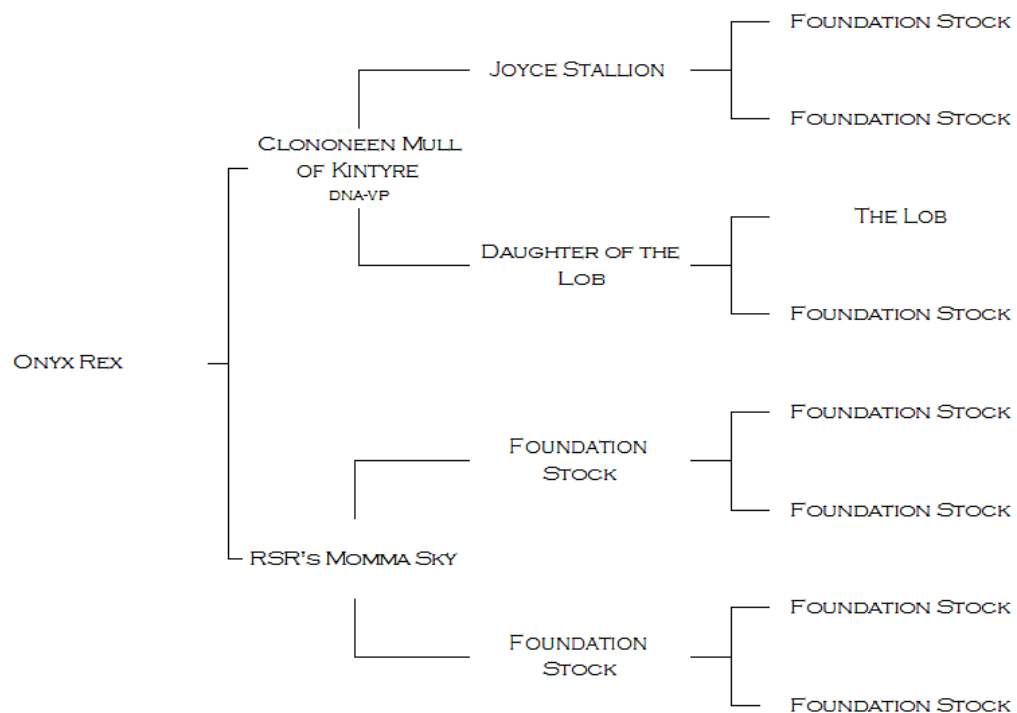 Foundation Stock
Joyce Stallion
Foundation Stock
Clononeen Mull
of Kintyre
DNA-VP
The Lob
Daughter of the
Lob
Foundation Stock
Onyx Rex
Foundation Stock
Foundation
Stock
Foundation Stock
RSR's Momma Sky
Foundation Stock
Foundation
Stock
Foundation Stock